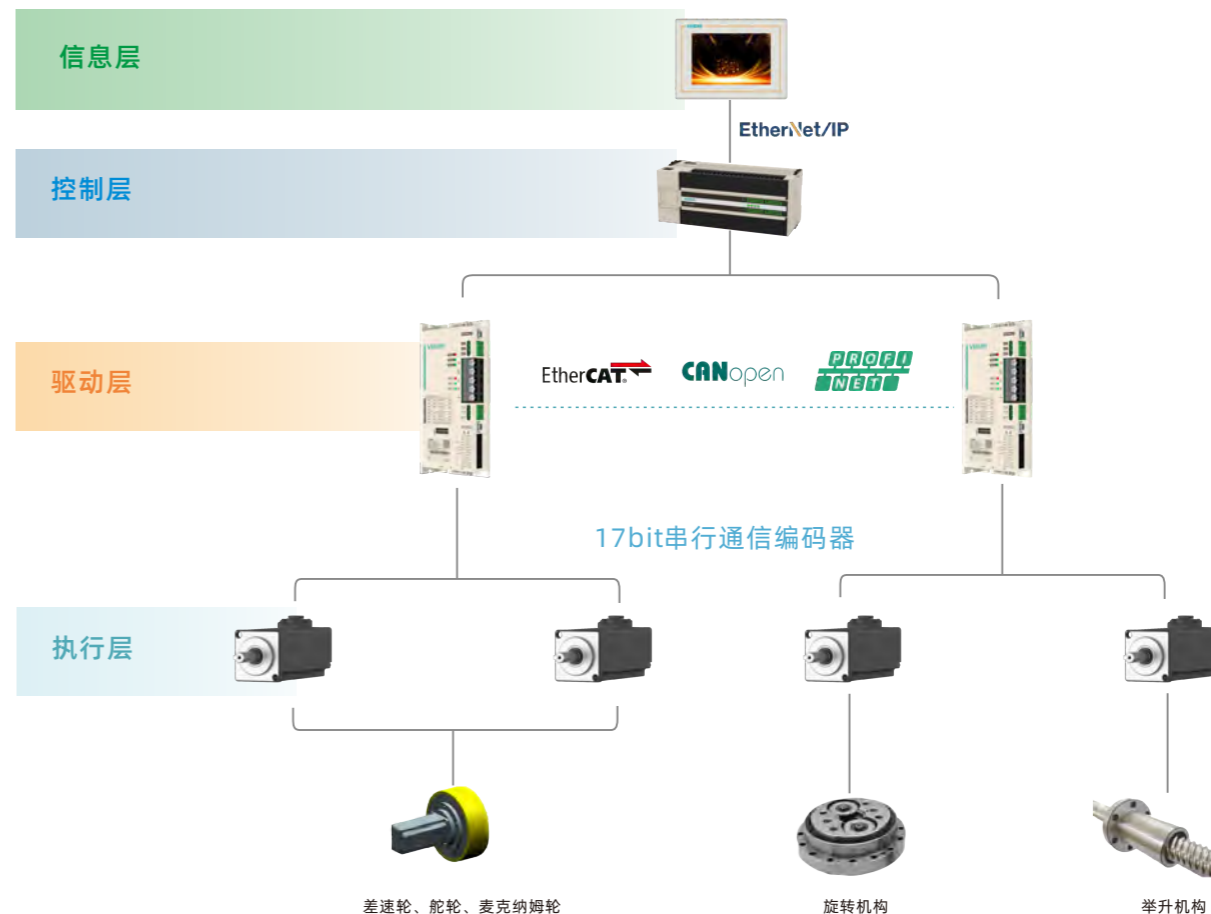 信息层
EtherNet/IP
控制层
驱动层
EtherCAT.
CANopen
PROFI
NET
17bit串行通信编码器
执行层
差速轮、舵轮、麦克纳姆轮
旋转机构
举升机构